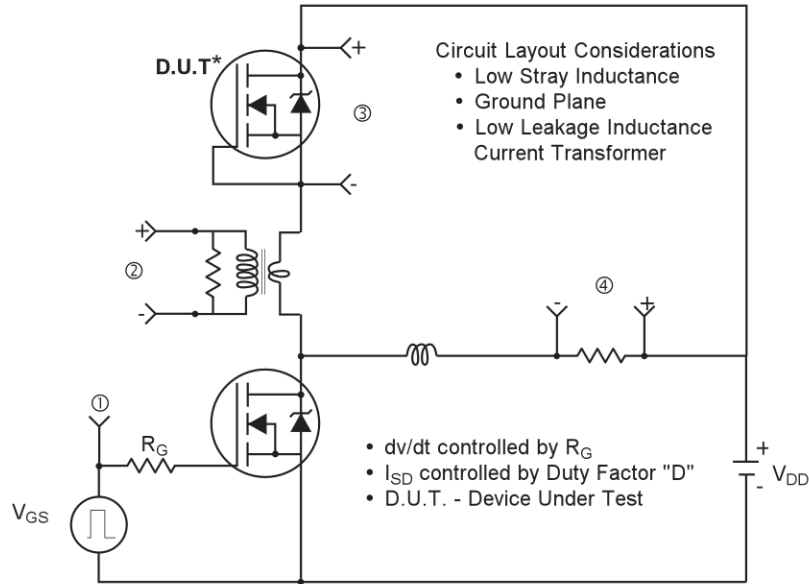 D.U.T*
+
③
-
Circuit Layout Considerations
• Low Stray Inductance
• Ground Plane
• Low Leakage Inductance
Current Transformer
+
②
-
④
-
+
①
R_G
V_GS
• dv/dt controlled by R_G
• I_SD controlled by Duty Factor "D"
• D.U.T. - Device Under Test
+
-
V_DD